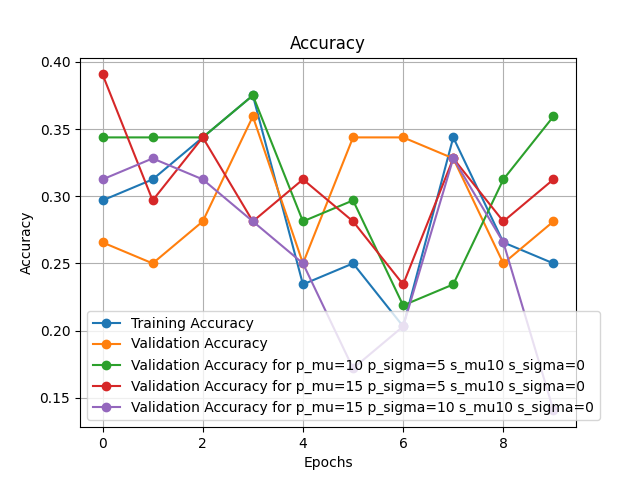 Accuracy
0.40
0.35
0.30
0.25
0.20
0.15
Accuracy
Training Accuracy
Validation Accuracy
Validation Accuracy for p_mu=10 p_sigma=5 s_mu10 s_sigma=0
Validation Accuracy for p_mu=15 p_sigma=5 s_mu10 s_sigma=0
Validation Accuracy for p_mu=15 p_sigma=10 s_mu10 s_sigma=0
0 2 4 6 8
Epochs